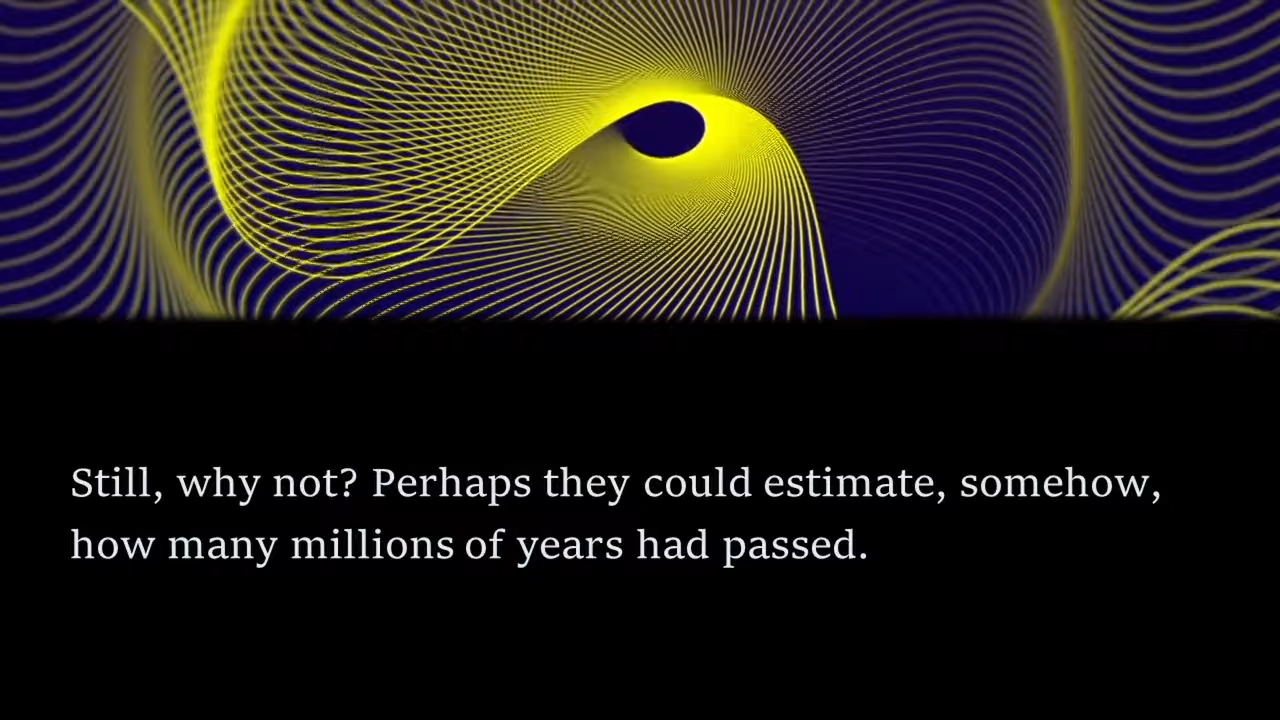 Still, why not? Perhaps they could estimate, somehow,
how many millions of years had passed.